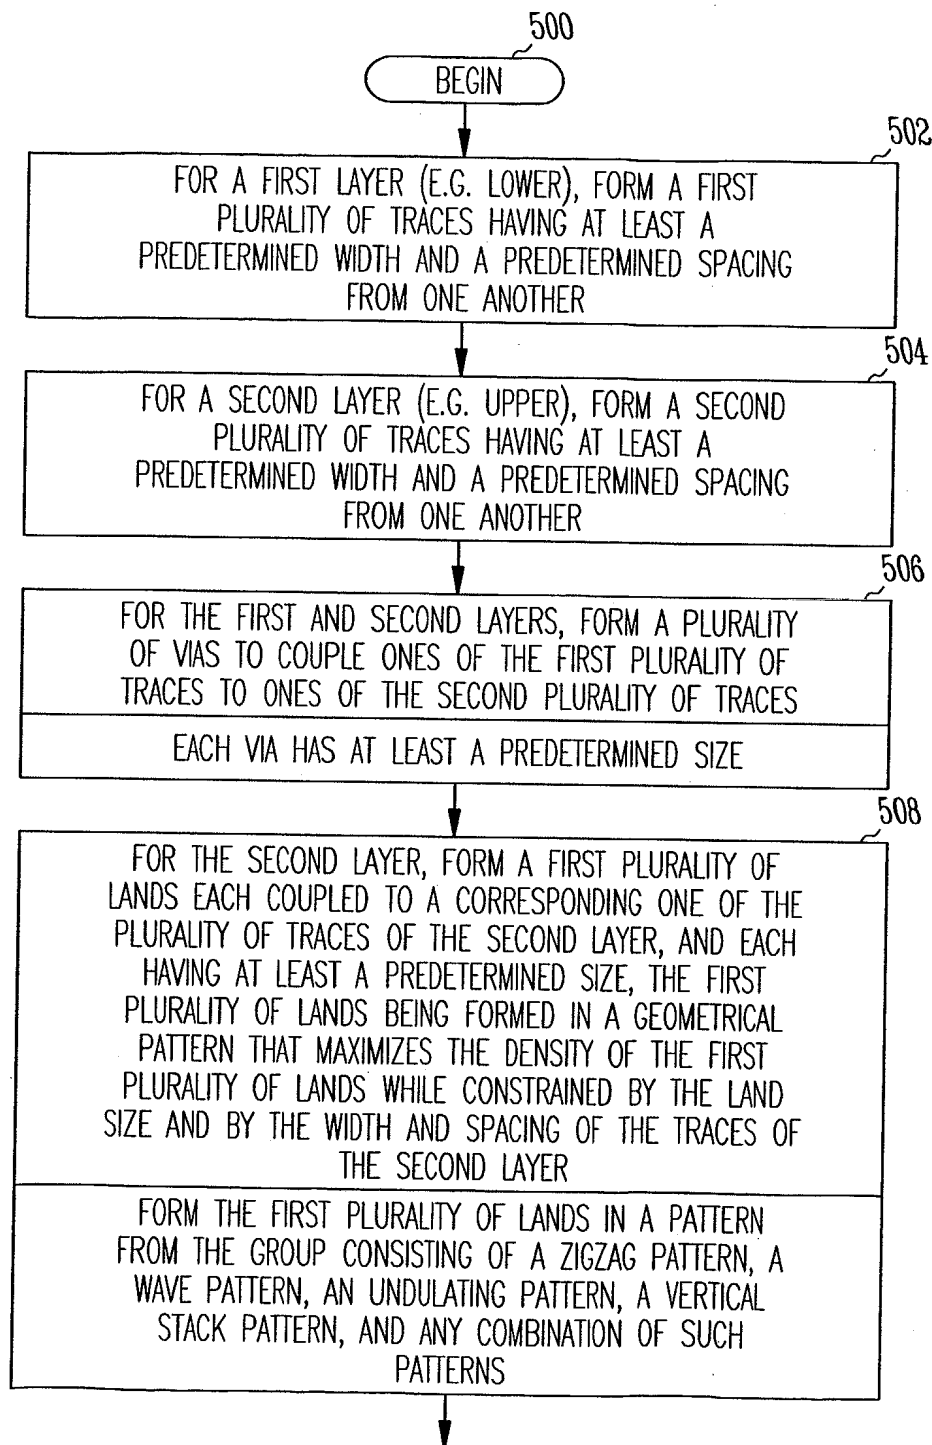 500
BEGIN
502
FOR A FIRST LAYER (E.G. LOWER), FORM A FIRST
PLURALITY OF TRACES HAVING AT LEAST A
PREDETERMINED WIDTH AND A PREDETERMINED SPACING
FROM ONE ANOTHER
504
FOR A SECOND LAYER (E.G. UPPER), FORM A SECOND
PLURALITY OF TRACES HAVING AT LEAST A
PREDETERMINED WIDTH AND A PREDETERMINED SPACING
FROM ONE ANOTHER
506
FOR THE FIRST AND SECOND LAYERS, FORM A PLURALITY
OF VIAS TO COUPLE ONES OF THE FIRST PLURALITY OF
TRACES TO ONES OF THE SECOND PLURALITY OF TRACES
EACH VIA HAS AT LEAST A PREDETERMINED SIZE
508
FOR THE SECOND LAYER, FORM A FIRST PLURALITY OF
LANDS EACH COUPLED TO A CORRESPONDING ONE OF THE
PLURALITY OF TRACES OF THE SECOND LAYER, AND EACH
HAVING AT LEAST A PREDETERMINED SIZE, THE FIRST
PLURALITY OF LANDS BEING FORMED IN A GEOMETRICAL
PATTERN THAT MAXIMIZES THE DENSITY OF THE FIRST
PLURALITY OF LANDS WHILE CONSTRAINED BY THE LAND
SIZE AND BY THE WIDTH AND SPACING OF THE TRACES OF
THE SECOND LAYER
FORM THE FIRST PLURALITY OF LANDS IN A PATTERN
FROM THE GROUP CONSISTING OF A ZIGZAG PATTERN, A
WAVE PATTERN, AN UNDULATING PATTERN, A VERTICAL
STACK PATTERN, AND ANY COMBINATION OF SUCH
PATTERNS